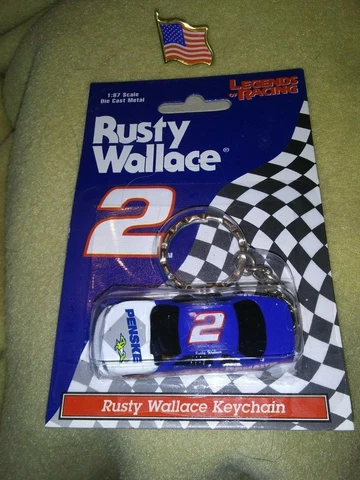 1:87 Scale
Die Cast Metal
LEGENDS
OF RACING
Rusty
Wallace®
2
PENSKE
2
Rusty Wallace Keychain